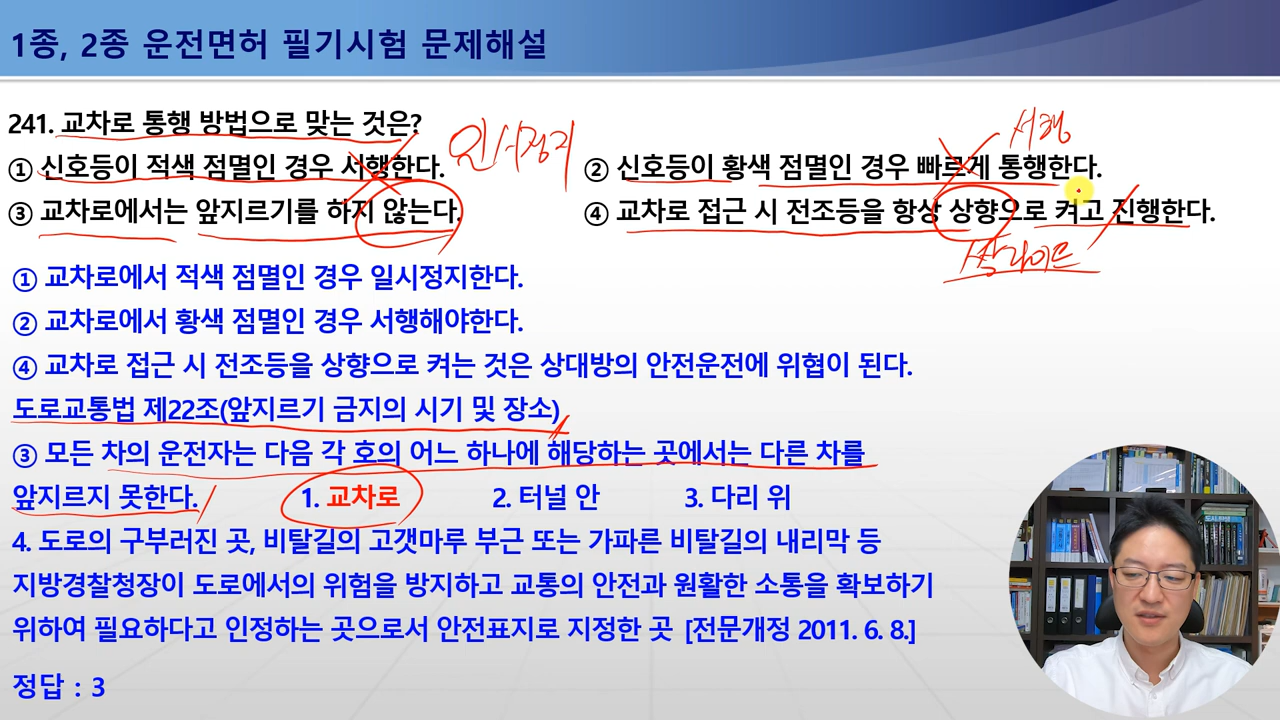 1종, 2종 운전면허 필기시험 문제해설
241. 교차로 통행 방법으로 맞는 것은?
① 신호등이 적색 점멸인 경우 서행한다.
일시정지
② 신호등이 황색 점멸인 경우 빠르게 통행한다.
서행
③ 교차로에서는 앞지르기를 하지 않는다.
④ 교차로 접근 시 전조등을 항상 상향으로 켜고 진행한다.
쌍라이트
① 교차로에서 적색 점멸인 경우 일시정지한다.
② 교차로에서 황색 점멸인 경우 서행해야한다.
④ 교차로 접근 시 전조등을 상향으로 켜는 것은 상대방의 안전운전에 위협이 된다.
도로교통법 제22조(앞지르기 금지의 시기 및 장소)
③ 모든 차의 운전자는 다음 각 호의 어느 하나에 해당하는 곳에서는 다른 차를
앞지르지 못한다. 1. 교차로 2. 터널 안 3. 다리 위
4. 도로의 구부러진 곳, 비탈길의 고갯마루 부근 또는 가파른 비탈길의 내리막 등
지방경찰청장이 도로에서의 위험을 방지하고 교통의 안전과 원활한 소통을 확보하기
위하여 필요하다고 인정하는 곳으로서 안전표지로 지정한 곳 [전문개정 2011. 6. 8.]
정답 : 3